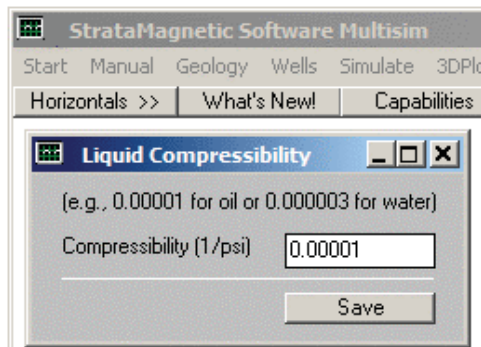 StrataMagnetic Software Multisim
Start Manual Geology Wells Simulate
Horizontals >> What's New! Capabilities
Liquid Compressibility
(e.g., 0.00001 for oil or 0.000003 for water)
Compressibility (1/psi) 0.00001
Save